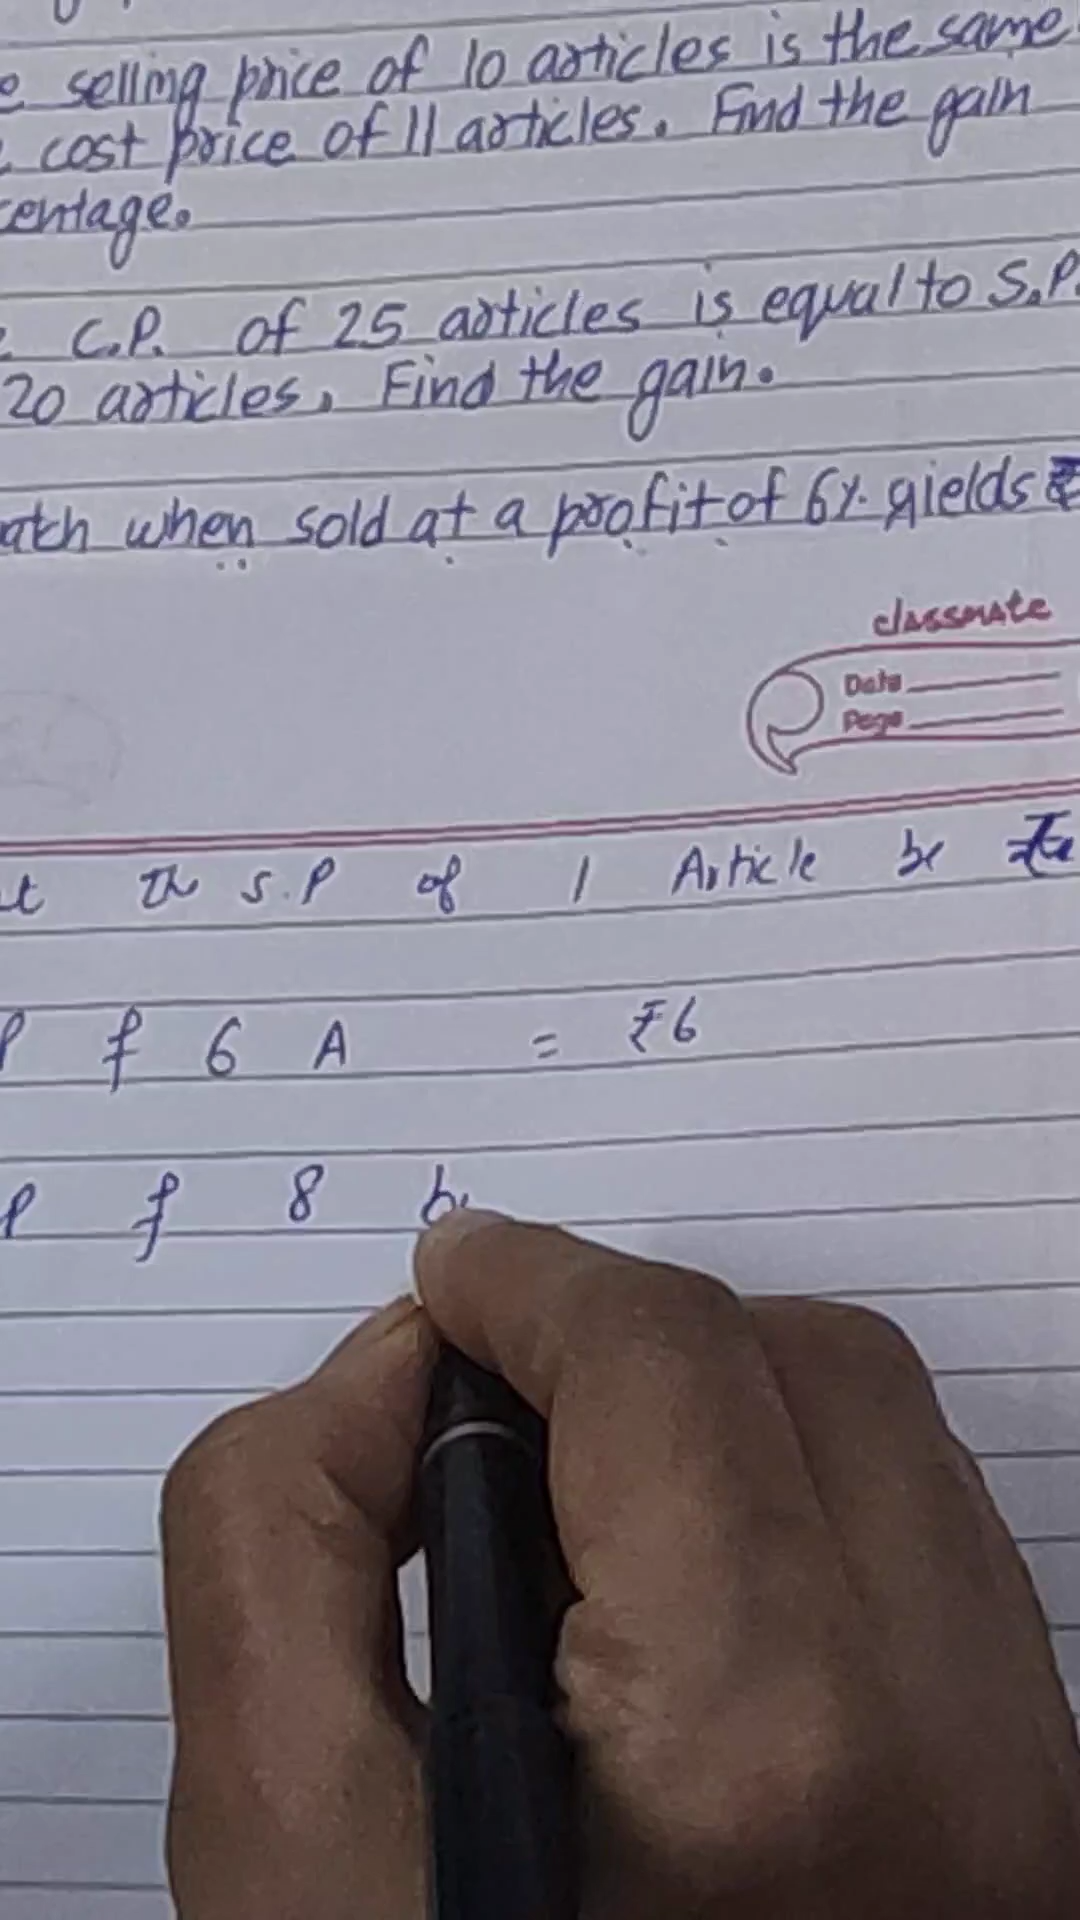 selling price of 10 articles is the same
cost price of 11 articles. Find the gain
centage.
C.P. of 25 articles is equal to S.P.
20 articles. Find the gain.
atch when sold at a profit of 6%. yields ₹
classmate
Date
Page
the S.P of 1 Article be
P of 6 A = ₹6
P of 8